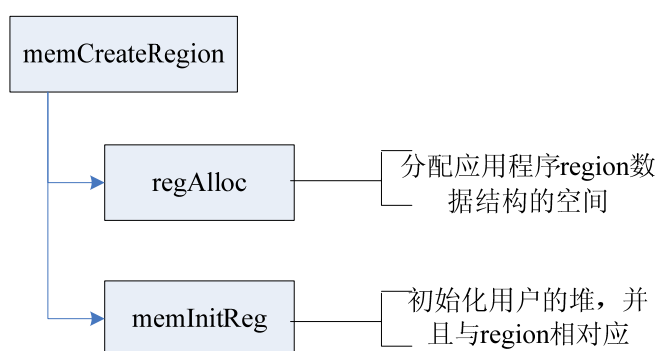 memCreateRegion
regAlloc
分配应用程序region数
据结构的空间
memInitReg
初始化用户的堆，并
且与region相对应